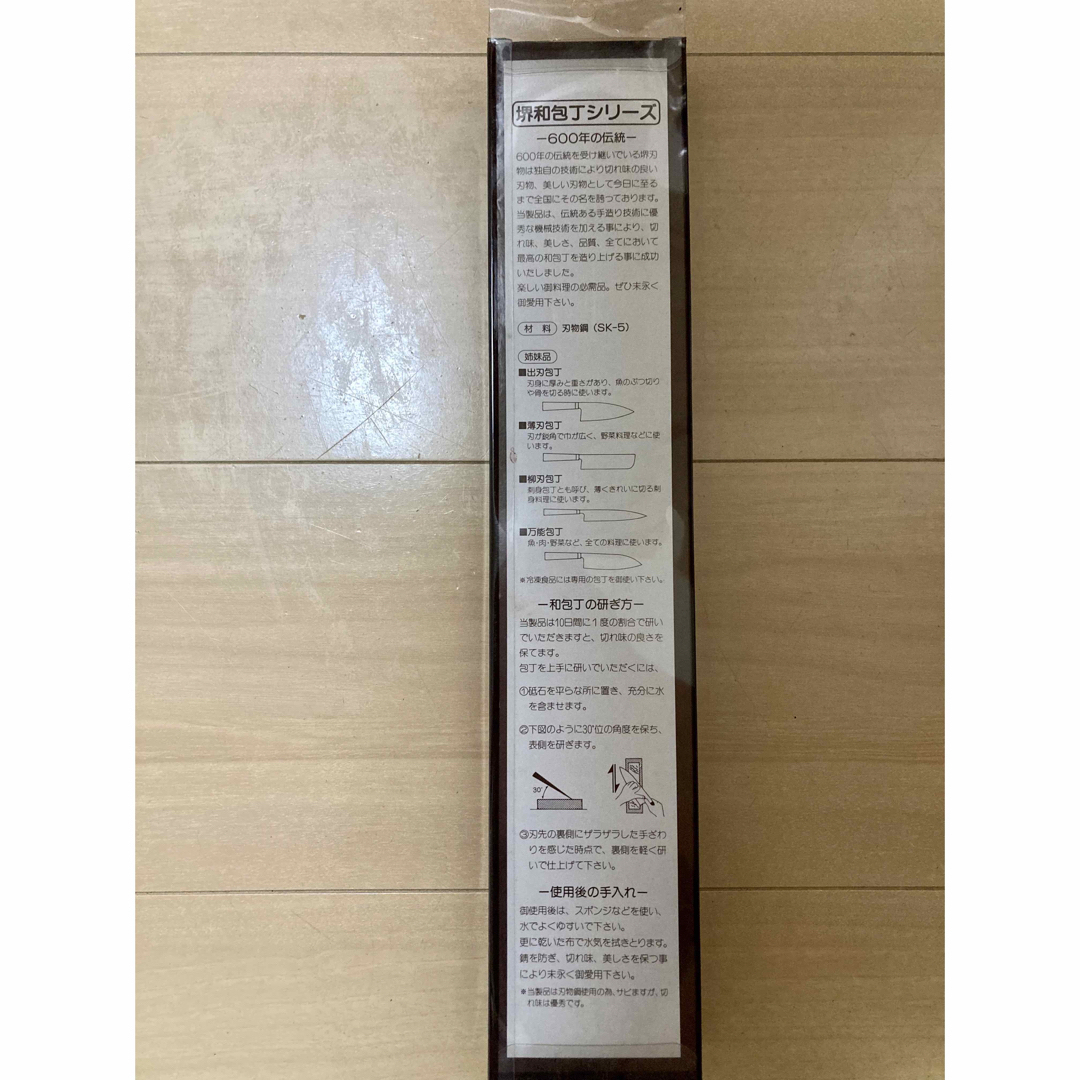 堺和包丁シリーズ
ー600年の伝統ー
600年の伝統を受け継いでいる堺刃
物は独自の技術により切れ味の良い
刃物、美しい刃物として今日に至る
まで全国にその名を誇っております。
当製品は、伝統ある手造り技術に優
秀な機械技術を加える事により、切
れ味、美しさ、品質、全てにおいて
最高の和包丁を造り上げる事に成功
いたしました。
楽しい御料理の必需品。ぜひ末永く
御愛用下さい。
材 料 刃物鋼（SK-5）
姉妹品
■出刃包丁
刃身に厚みと重さがあり、魚のぶつ切り
や骨を切る時に使います。
■薄刃包丁
刃が鋭角で巾が広く、野菜料理などに使
います。
■柳刃包丁
刺身包丁とも呼び、薄くきれいに切る刺
身料理に使います。
■万能包丁
魚・肉・野菜など、全ての料理に使います。
※冷凍食品には専用の包丁を御使い下さい。
ー和包丁の研ぎ方ー
当製品は10日間に1度の割合で研い
でいただきますと、切れ味の良さを
保てます。
包丁を上手に研いでいただくには、
①砥石を平らな所に置き、充分に水
を含ませます。
②下図のように30°位の角度を保ち、
表側を研ぎます。
30°
③刃先の裏側にザラザラした手ざわ
りを感じた時点で、裏側を軽く研
いで仕上げて下さい。
ー使用後の手入れー
御使用後は、スポンジなどを使い、
水でよくゆすいで下さい。
更に乾いた布で水気を拭きとります。
錆を防ぎ、切れ味、美しさを保つ事
により末永く御愛用下さい。
※当製品は刃物鋼使用の為、サビますが、切
れ味は優秀です。